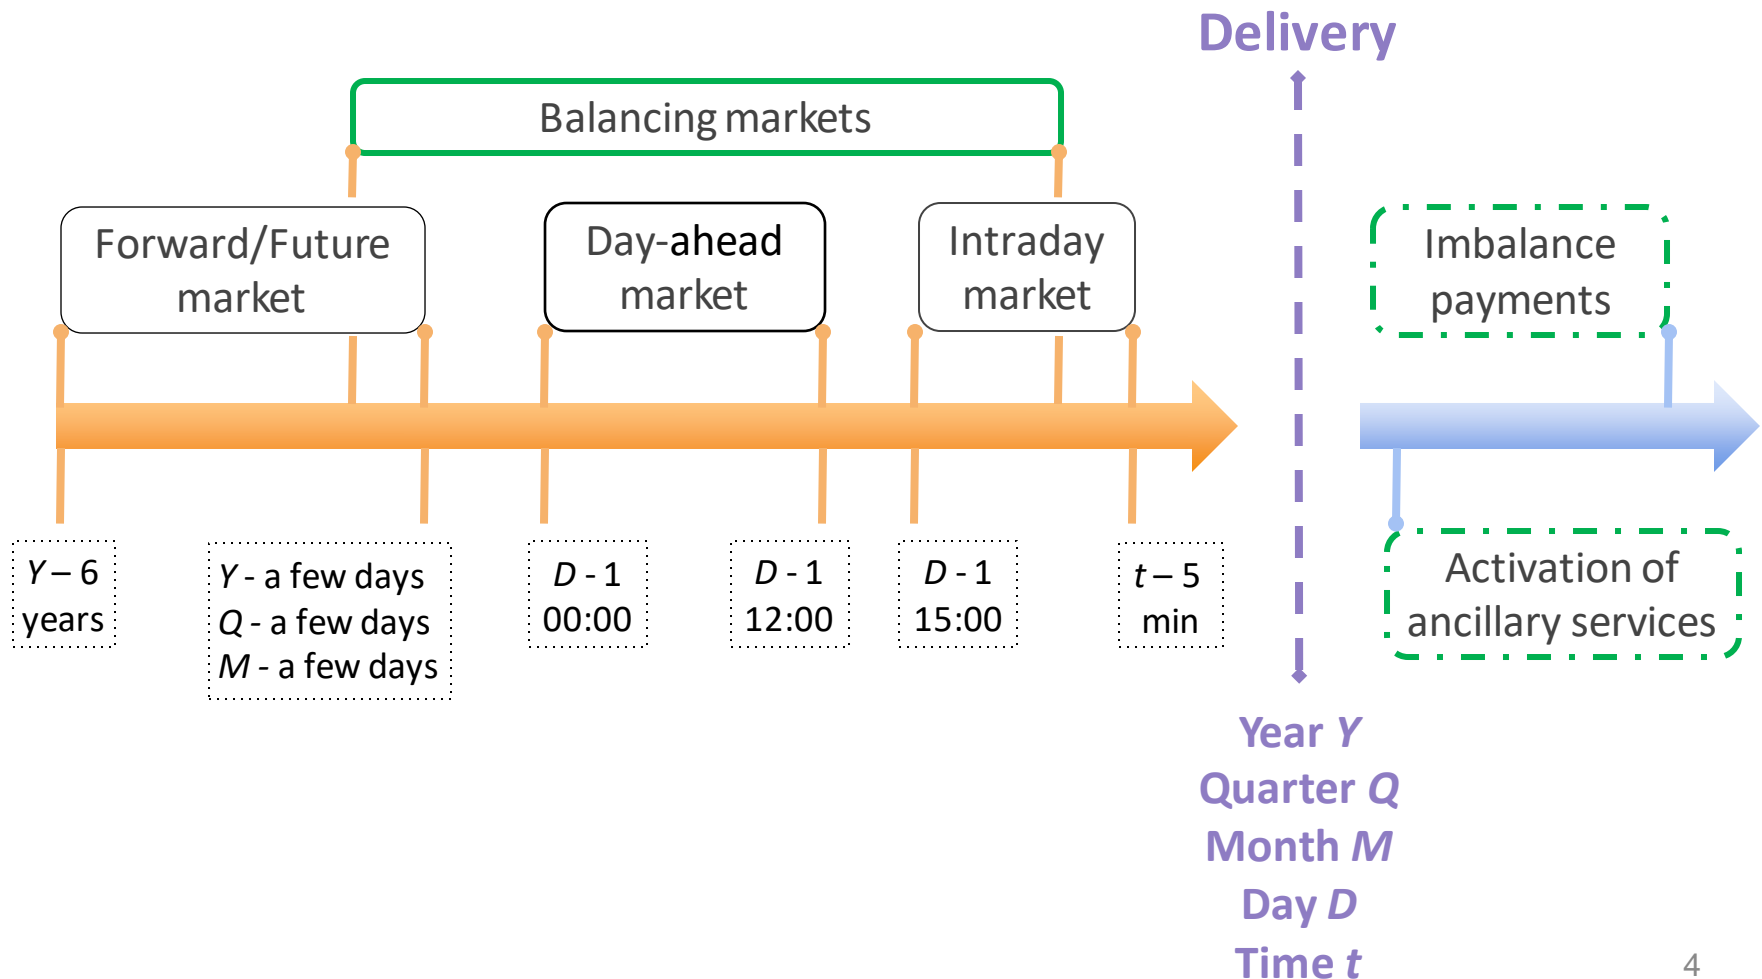 Delivery
Balancing markets
Forward/Future
market
Day-ahead
market
Intraday
market
Imbalance
payments
Y – 6
years
Y - a few days
Q - a few days
M - a few days
D - 1
00:00
D - 1
12:00
D - 1
15:00
t – 5
min
Activation of
ancillary services
Year Y
Quarter Q
Month M
Day D
Time t
4